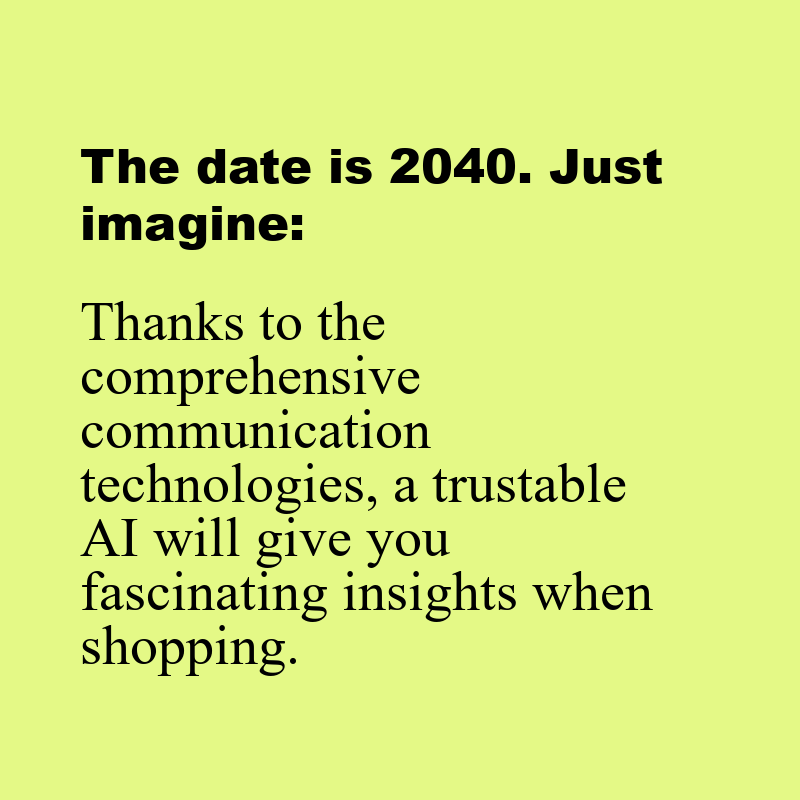 The date is 2040. Just
imagine:
Thanks to the
comprehensive
communication
technologies, a trustable
AI will give you
fascinating insights when
shopping.